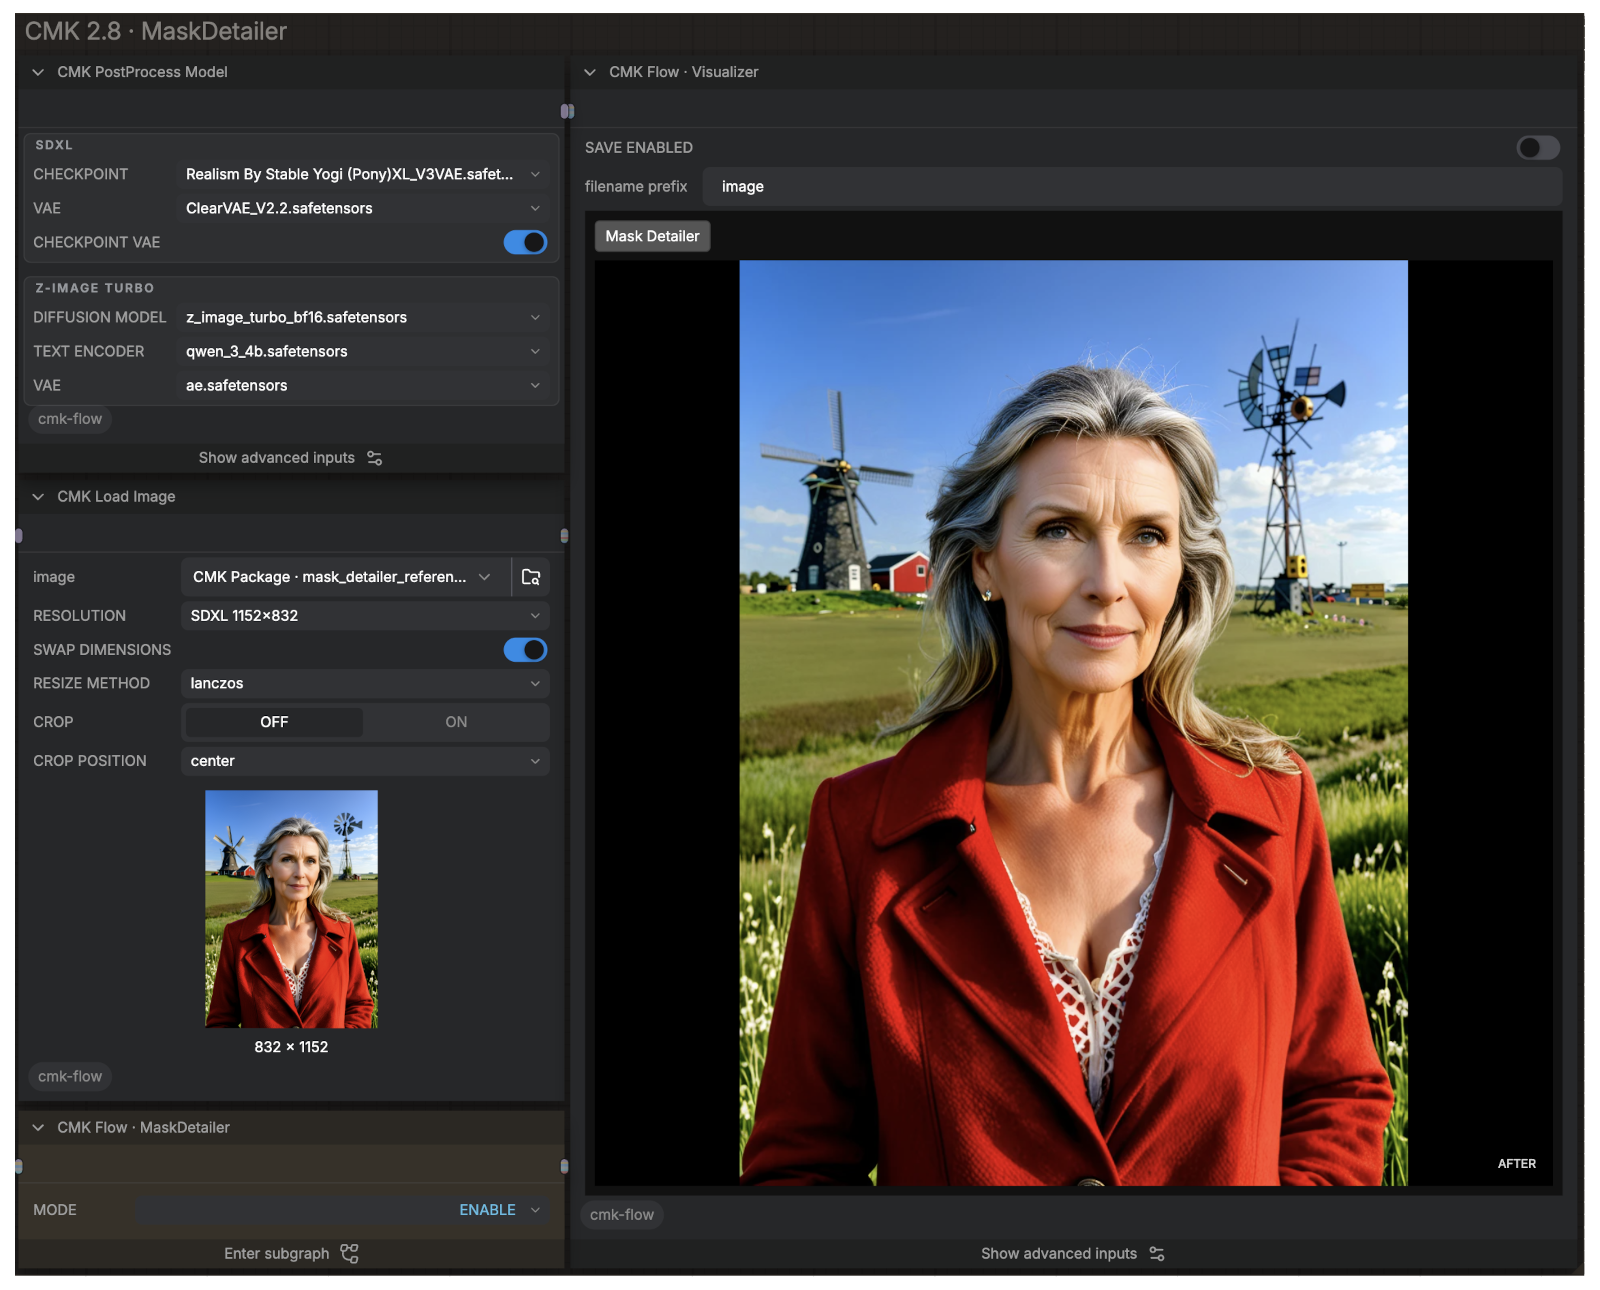 CMK 2.8 · MaskDetailer
CMK PostProcess Model
SDXL
CHECKPOINT Realism By Stable Yogi (Pony)XL_V3VAE.safet...
VAE ClearVAE_V2.2.safetensors
CHECKPOINT VAE
Z-IMAGE TURBO
DIFFUSION MODEL z_image_turbo_bf16.safetensors
TEXT ENCODER qwen_3_4b.safetensors
VAE ae.safetensors
cmk-flow
Show advanced inputs
CMK Load Image
image CMK Package · mask_detailer_referen...
RESOLUTION SDXL 1152×832
SWAP DIMENSIONS
RESIZE METHOD lanczos
CROP OFF ON
CROP POSITION center
832 × 1152
cmk-flow
CMK Flow · MaskDetailer
MODE ENABLE
Enter subgraph
CMK Flow · Visualizer
SAVE ENABLED
filename prefix image
Mask Detailer
AFTER
cmk-flow
Show advanced inputs